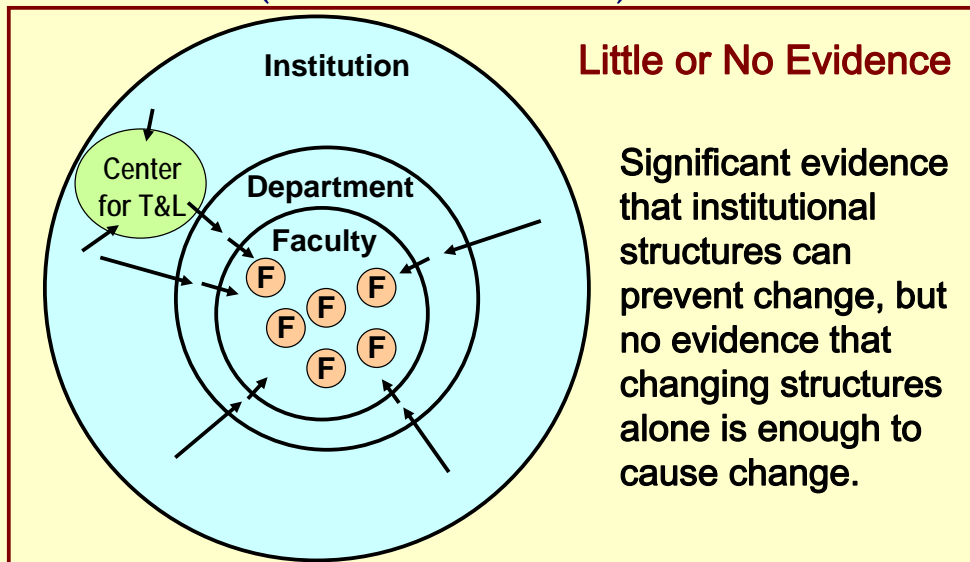 Institution
Little or No Evidence
Center
for T&L
Department
Faculty
F
F
F
F
F
F
Significant evidence
that institutional
structures can
prevent change, but
no evidence that
changing structures
alone is enough to
cause change.